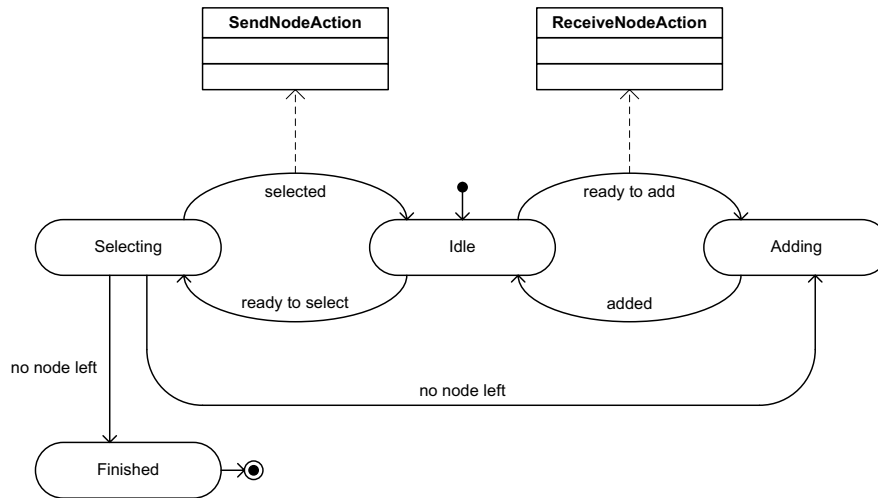 SendNodeAction
ReceiveNodeAction
selected
ready to add
Selecting
Idle
Adding
ready to select
added
no node left
no node left
Finished